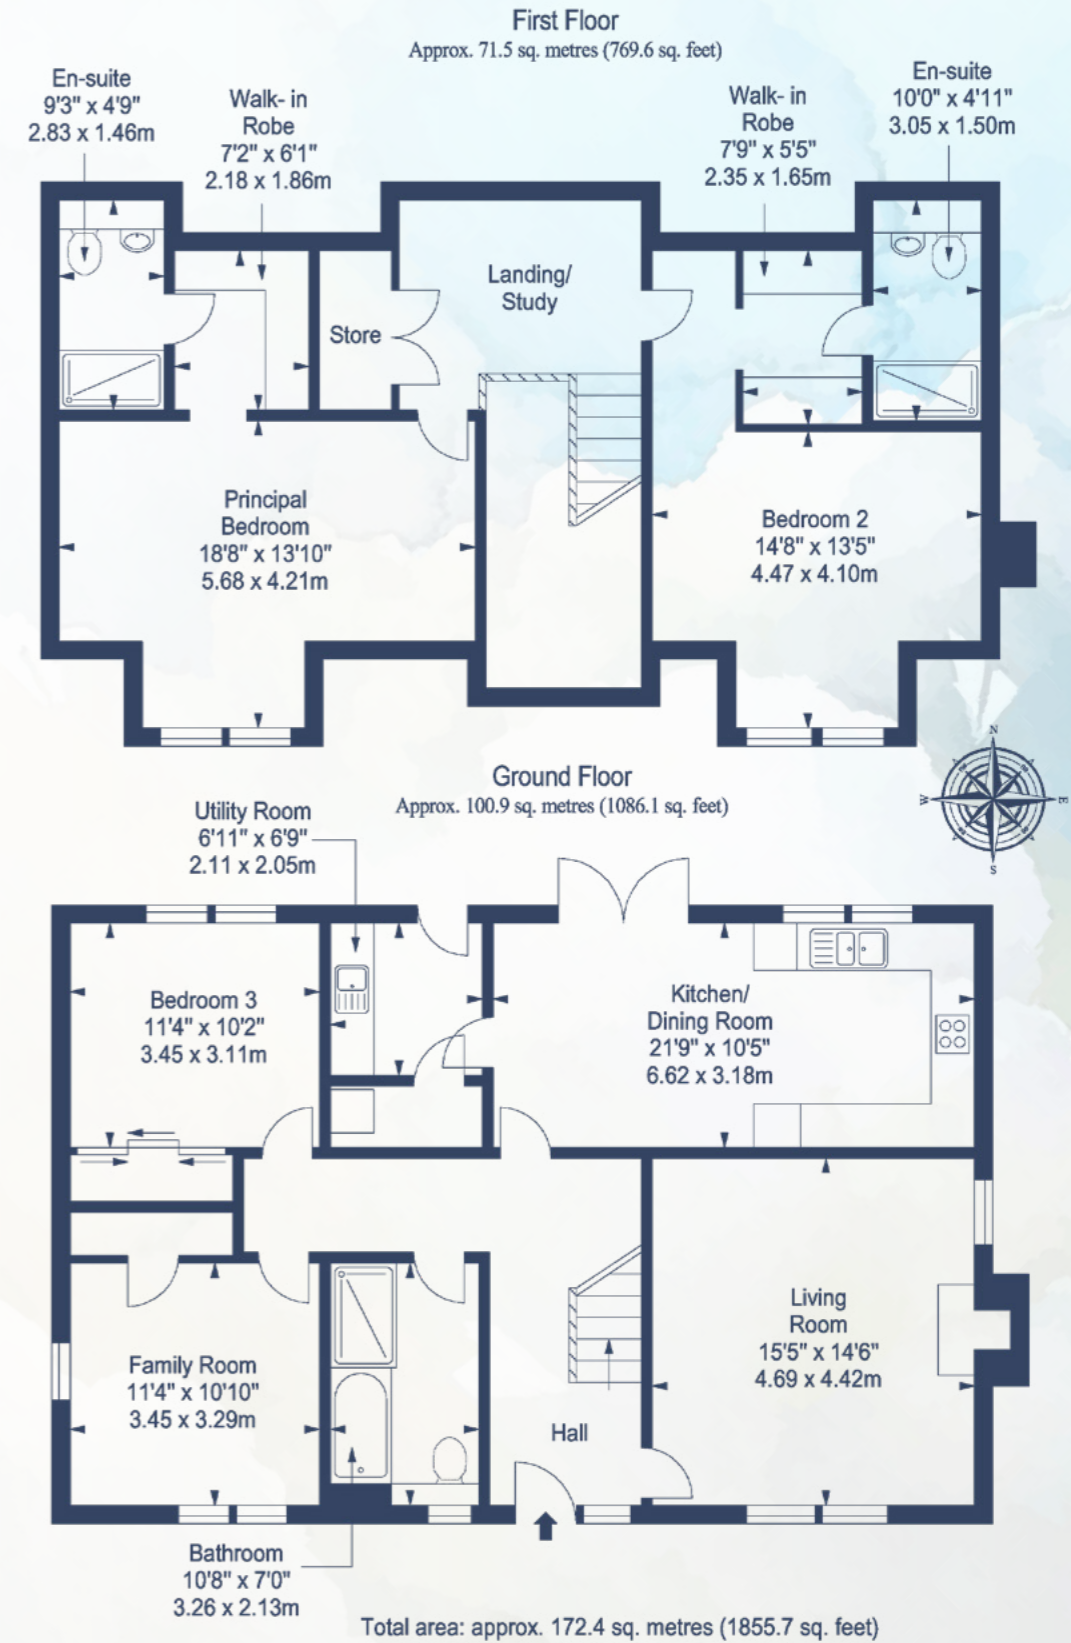 First Floor
Approx. 71.5 sq. metres (769.6 sq. feet)
En-suite
9'3" x 4'9"
2.83 x 1.46m
Walk- in
Robe
7'2" x 6'1"
2.18 x 1.86m
Walk- in
Robe
7'9" x 5'5"
2.35 x 1.65m
En-suite
10'0" x 4'11"
3.05 x 1.50m
Landing/
Study
Store
Principal
Bedroom
18'8" x 13'10"
5.68 x 4.21m
Bedroom 2
14'8" x 13'5"
4.47 x 4.10m
N
W
E
S
Ground Floor
Approx. 100.9 sq. metres (1086.1 sq. feet)
Utility Room
6'11" x 6'9"
2.11 x 2.05m
Bedroom 3
11'4" x 10'2"
3.45 x 3.11m
Kitchen/
Dining Room
21'9" x 10'5"
6.62 x 3.18m
Living
Room
15'5" x 14'6"
4.69 x 4.42m
Family Room
11'4" x 10'10"
3.45 x 3.29m
Hall
Bathroom
10'8" x 7'0"
3.26 x 2.13m
Total area: approx. 172.4 sq. metres (1855.7 sq. feet)